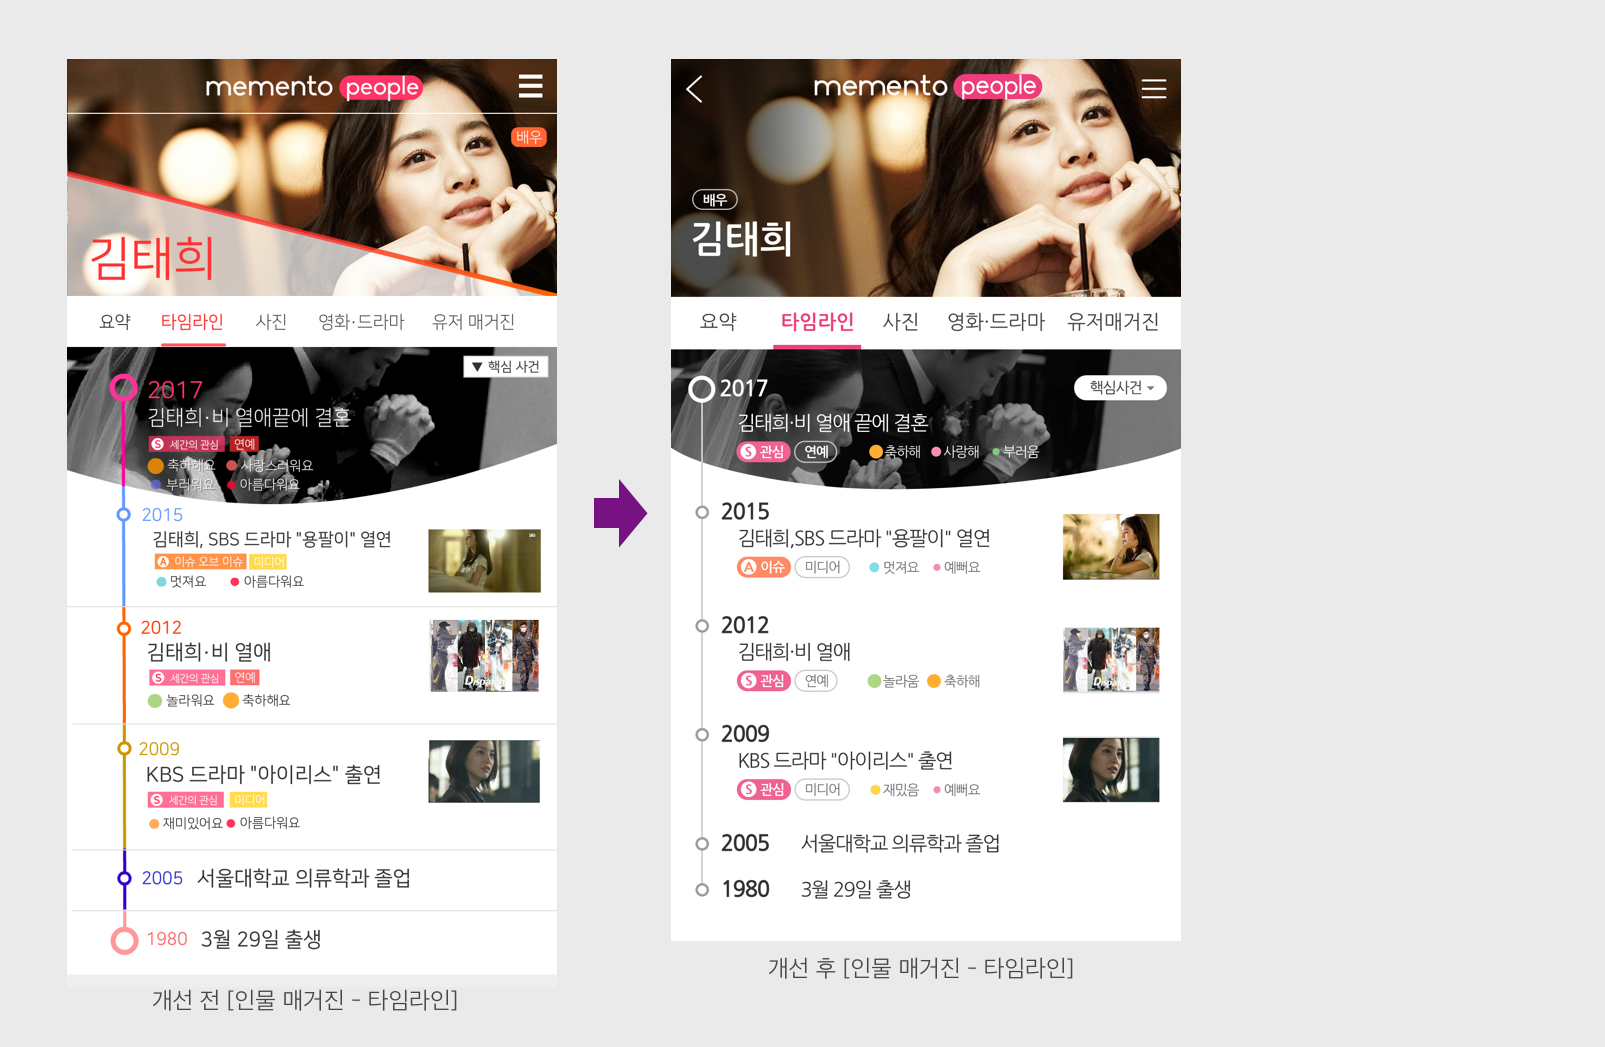 memento people
배우
김태희
요약 타임라인 사진 영화·드라마 유저 매거진
▼ 핵심 사건
2017
김태희·비 열애끝에 결혼
S 세간의 관심 연예
축하해요 사랑스러워요
부러워요 아름다워요
2015
김태희, SBS 드라마 "용팔이" 열연
A 이슈 오브 이슈 미디어
멋져요 아름다워요
2012
김태희·비 열애
S 세간의 관심 연예
놀라워요 축하해요
Dispatch
2009
KBS 드라마 "아이리스" 출연
S 세간의 관심 미디어
재미있어요 아름다워요
2005 서울대학교 의류학과 졸업
1980 3월 29일 출생
개선 전 [인물 매거진 - 타임라인]
memento people
배우
김태희
요약 타임라인 사진 영화·드라마 유저매거진
2017
핵심사건
김태희·비 열애 끝에 결혼
S 관심 연예 축하해 사랑해 부러움
2015
김태희,SBS 드라마 "용팔이" 열연
A 이슈 미디어 멋져요 예뻐요
2012
김태희·비 열애
S 관심 연예 놀라움 축하해
Dispatch
2009
KBS 드라마 "아이리스" 출연
S 관심 미디어 재밌음 예뻐요
2005 서울대학교 의류학과 졸업
1980 3월 29일 출생
개선 후 [인물 매거진 - 타임라인]